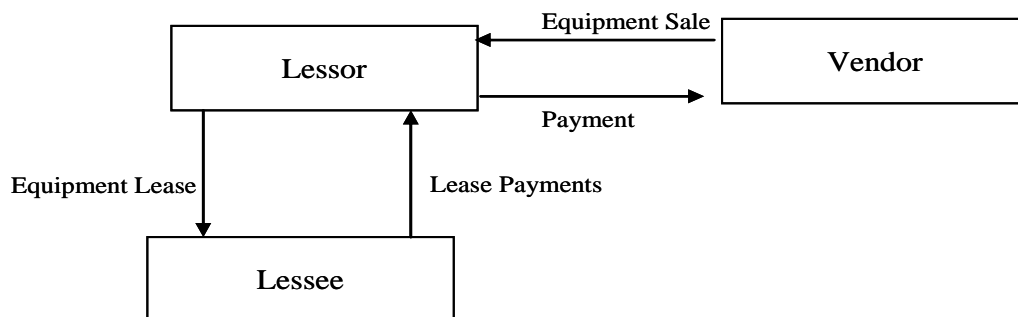 Equipment Sale
Lessor
Vendor
Payment
Equipment Lease
Lease Payments
Lessee